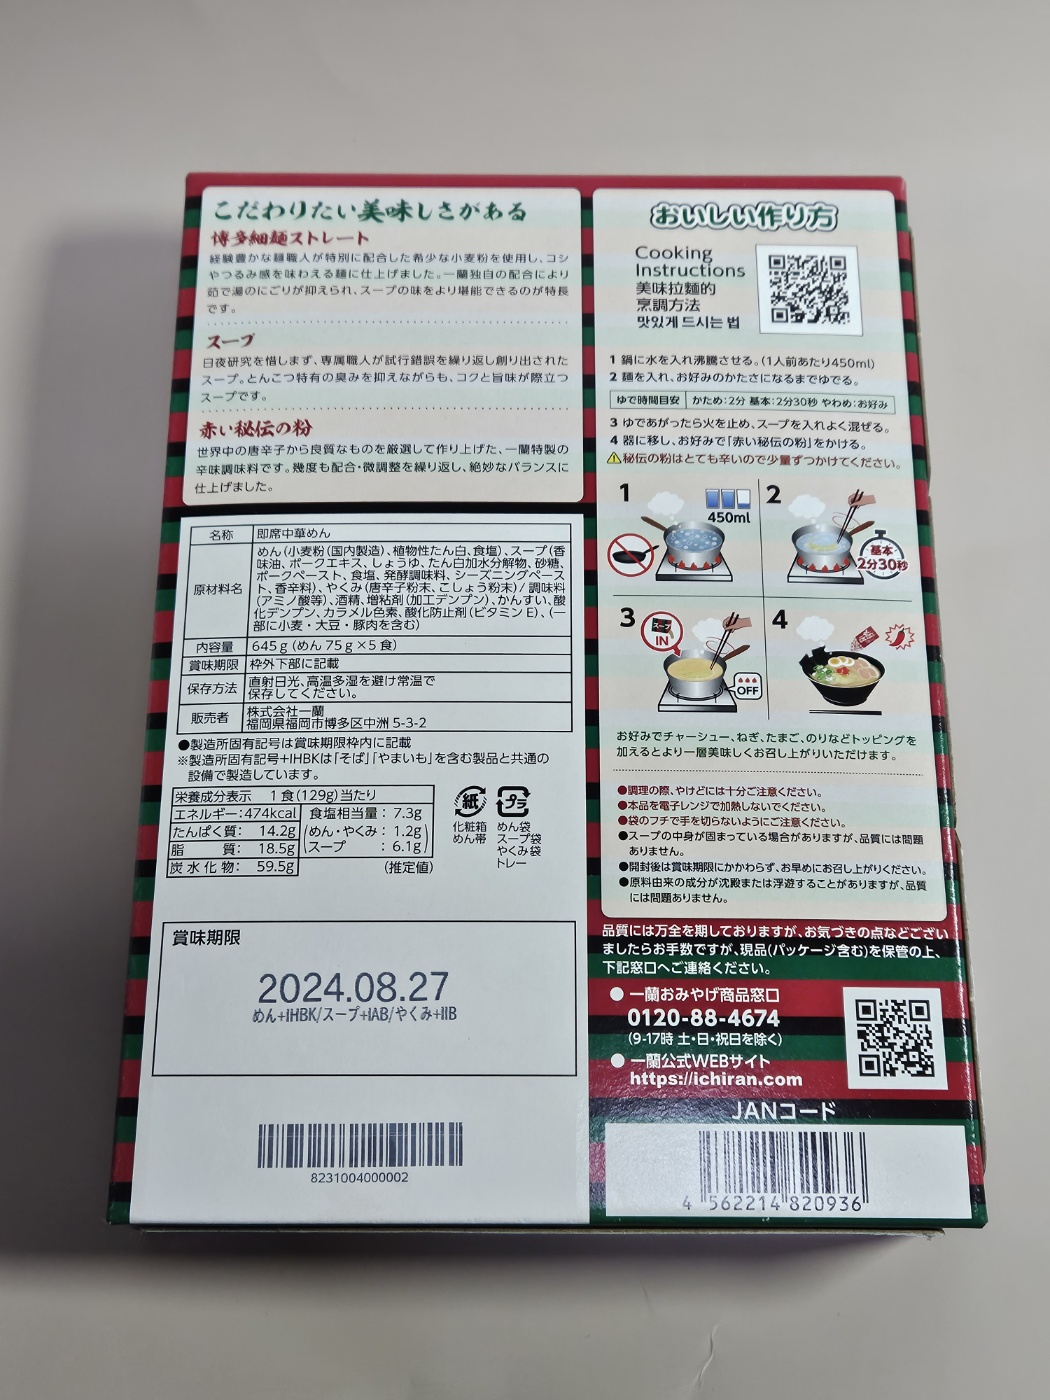 こだわりたい美味しさがある
博多細麺ストレート
経験豊かな麺職人が特別に配合した希少な小麦粉を使用し、コシ
やつるみ感を味わえる麺に仕上げました。一蘭独自の配合により
茹で湯のにごりが抑えられ、スープの味をより堪能できるのが特長
です。
スープ
日夜研究を惜しまず、専属職人が試行錯誤を繰り返し創り出された
スープ。とんこつ特有の臭みを抑えながらも、コクと旨味が際立つ
スープです。
赤い秘伝の粉
世界中の唐辛子から良質なものを厳選して作り上げた、一蘭特製の
辛味調味料です。幾度も配合・微調整を繰り返し、絶妙なバランスに
仕上げました。
名称 即席中華めん
原材料名 めん(小麦粉(国内製造)、植物性たん白、食塩)、スープ(香
味油、ポークエキス、しょうゆ、たん白加水分解物、砂糖、
ポークペースト、食塩、発酵調味料、シーズニングペース
ト、香辛料)、やくみ(唐辛子粉末、こしょう粉末)/調味料
(アミノ酸等)、酒精、増粘剤(加工デンプン)、かんすい、酸
化デンプン、カラメル色素、酸化防止剤(ビタミンE)、(一
部に小麦・大豆・豚肉を含む)
内容量 645g(めん75g×5食)
賞味期限 枠外下部に記載
保存方法 直射日光、高温多湿を避け常温で
保存してください。
販売者 株式会社一蘭
福岡県福岡市博多区中洲5-3-2
●製造所固有記号は賞味期限枠内に記載
※製造所固有記号+IHBKは「そば」「やまいも」を含む製品と共通の
設備で製造しています。
栄養成分表示 1食(129g)当たり
エネルギー:474kcal 食塩相当量:7.3g
たんぱく質: 14.2g (めん・やくみ:1.2g)
脂 質: 18.5g (スープ :6.1g)
炭水化物: 59.5g (推定値)
紙 プラ
化粧箱 めん袋
めん帯 スープ袋
やくみ袋
トレー
賞味期限
2024.08.27
めん+IHBK/スープ+IAB/やくみ+IIB
8231004000002
おいしい作り方
Cooking
Instructions
美味拉麵的
烹調方法
맛있게 드시는 법
1 鍋に水を入れ沸騰させる。(1人前あたり450ml)
2 麺を入れ、お好みのかたさになるまでゆでる。
ゆで時間目安 かため:2分 基本:2分30秒 やわめ:お好み
3 ゆであがったら火を止め、スープを入れよく混ぜる。
4 器に移し、お好みで「赤い秘伝の粉」をかける。
⚠秘伝の粉はとても辛いので少量ずつかけてください。
1 450ml
2 基本
2分30秒
3 スープ IN OFF
4
お好みでチャーシュー、ねぎ、たまご、のりなどトッピングを
加えるとより一層美味しくお召し上がりいただけます。
●調理の際、やけどには十分ご注意ください。
●本品を電子レンジで加熱しないでください。
●袋のフチで手を切らないようにご注意ください。
●スープの中身が固まっている場合がありますが、品質には問題
ありません。
●開封後は賞味期限にかかわらず、お早めにお召し上がりください。
●原料由来の成分が沈殿または浮遊することがありますが、品質
には問題ありません。
品質には万全を期しておりますが、お気づきの点などござい
ましたらお手数ですが、現品(パッケージ含む)を保管の上、
下記窓口へご連絡ください。
● 一蘭おみやげ商品窓口
0120-88-4674
(9-17時 土・日・祝日を除く)
● 一蘭公式WEBサイト
https://ichiran.com
JANコード
4 562214 820936